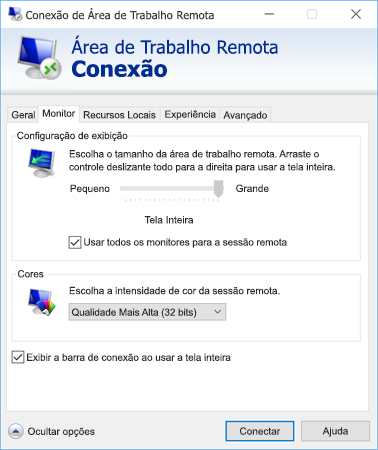 Conexão de Área de Trabalho Remota
Área de Trabalho Remota
Conexão
Geral Monitor Recursos Locais Experiência Avançado
Configuração de exibição
Escolha o tamanho da área de trabalho remota. Arraste o
controle deslizante todo para a direita para usar a tela inteira.
Pequeno Grande
Tela Inteira
Usar todos os monitores para a sessão remota
Cores
Escolha a intensidade de cor da sessão remota.
Qualidade Mais Alta (32 bits)
Exibir a barra de conexão ao usar a tela inteira
Ocultar opções Conectar Ajuda